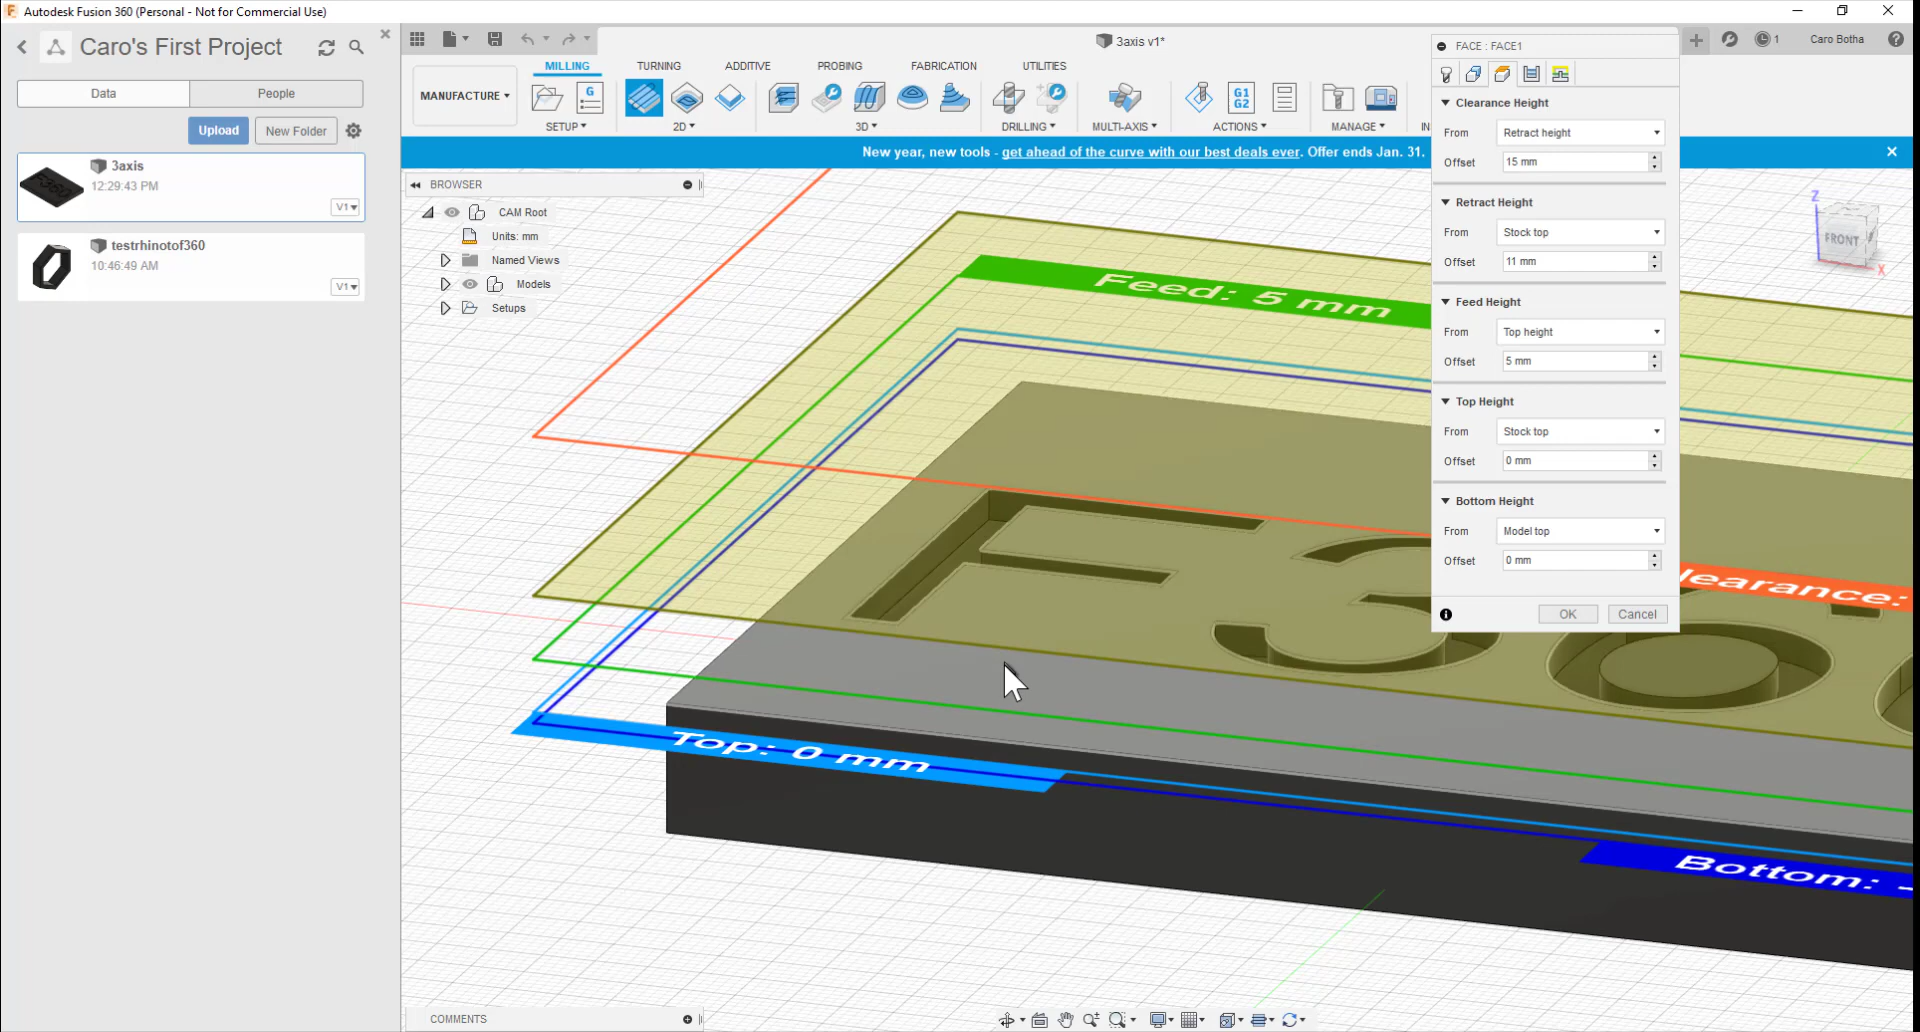 Autodesk Fusion 360 (Personal - Not for Commercial Use)
Caro's First Project
Data
People
Upload
New Folder
3axis
12:29:43 PM
V1
testrhinotof360
10:46:49 AM
V1
3axis v1*
1
Caro Botha
MILLING
TURNING
ADDITIVE
PROBING
FABRICATION
UTILITIES
MANUFACTURE
G
G1
G2
SETUP
2D
3D
DRILLING
MULTI-AXIS
ACTIONS
MANAGE
IN
New year, new tools - get ahead of the curve with our best deals ever. Offer ends Jan. 31.
BROWSER
CAM Root
Units: mm
Named Views
Models
Setups
FACE : FACE1
Clearance Height
From Retract height
Offset 15 mm
Retract Height
From Stock top
Offset 11 mm
Feed Height
From Top height
Offset 5 mm
Top Height
From Stock top
Offset 0 mm
Bottom Height
From Model top
Offset 0 mm
OK Cancel
Z
FRONT
X
Feed: 5 mm
learance:
F36
Top: 0 mm
Bottom: -
COMMENTS